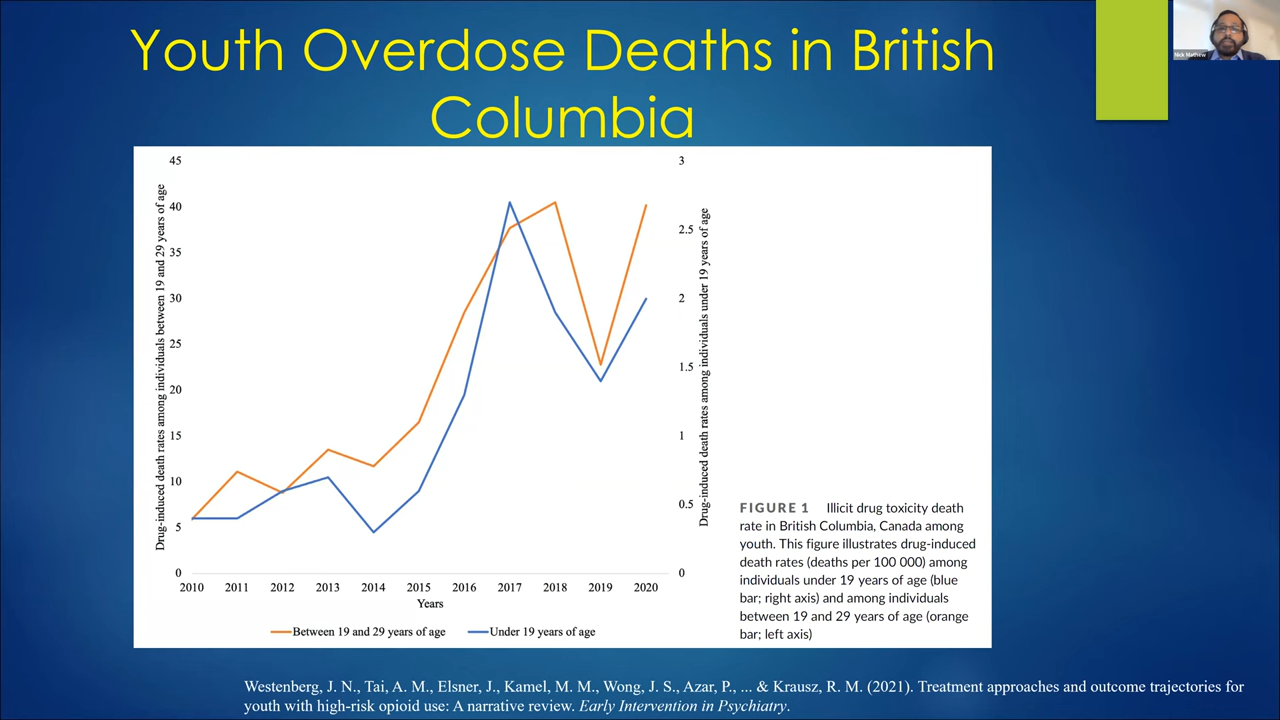 Youth Overdose Deaths in British
Columbia
Nick Mathew
45
40
35
30
25
20
15
10
5
0
Drug-induced death rates among individuals between 19 and 29 years of age
3
2.5
2
1.5
1
0.5
0
Drug-induced death rates among individuals under 19 years of age
2010 2011 2012 2013 2014 2015 2016 2017 2018 2019 2020
Years
Between 19 and 29 years of age Under 19 years of age
FIGURE 1 Illicit drug toxicity death
rate in British Columbia, Canada among
youth. This figure illustrates drug-induced
death rates (deaths per 100 000) among
individuals under 19 years of age (blue
bar; right axis) and among individuals
between 19 and 29 years of age (orange
bar; left axis)
Westenberg, J. N., Tai, A. M., Elsner, J., Kamel, M. M., Wong, J. S., Azar, P., ... & Krausz, R. M. (2021). Treatment approaches and outcome trajectories for
youth with high-risk opioid use: A narrative review. Early Intervention in Psychiatry.